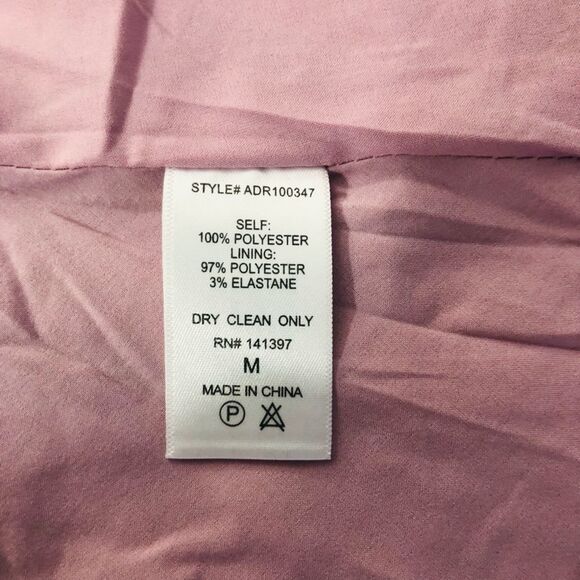 STYLE# ADR100347
SELF:
100% POLYESTER
LINING:
97% POLYESTER
3% ELASTANE
DRY CLEAN ONLY
RN# 141397
M
MADE IN CHINA
P